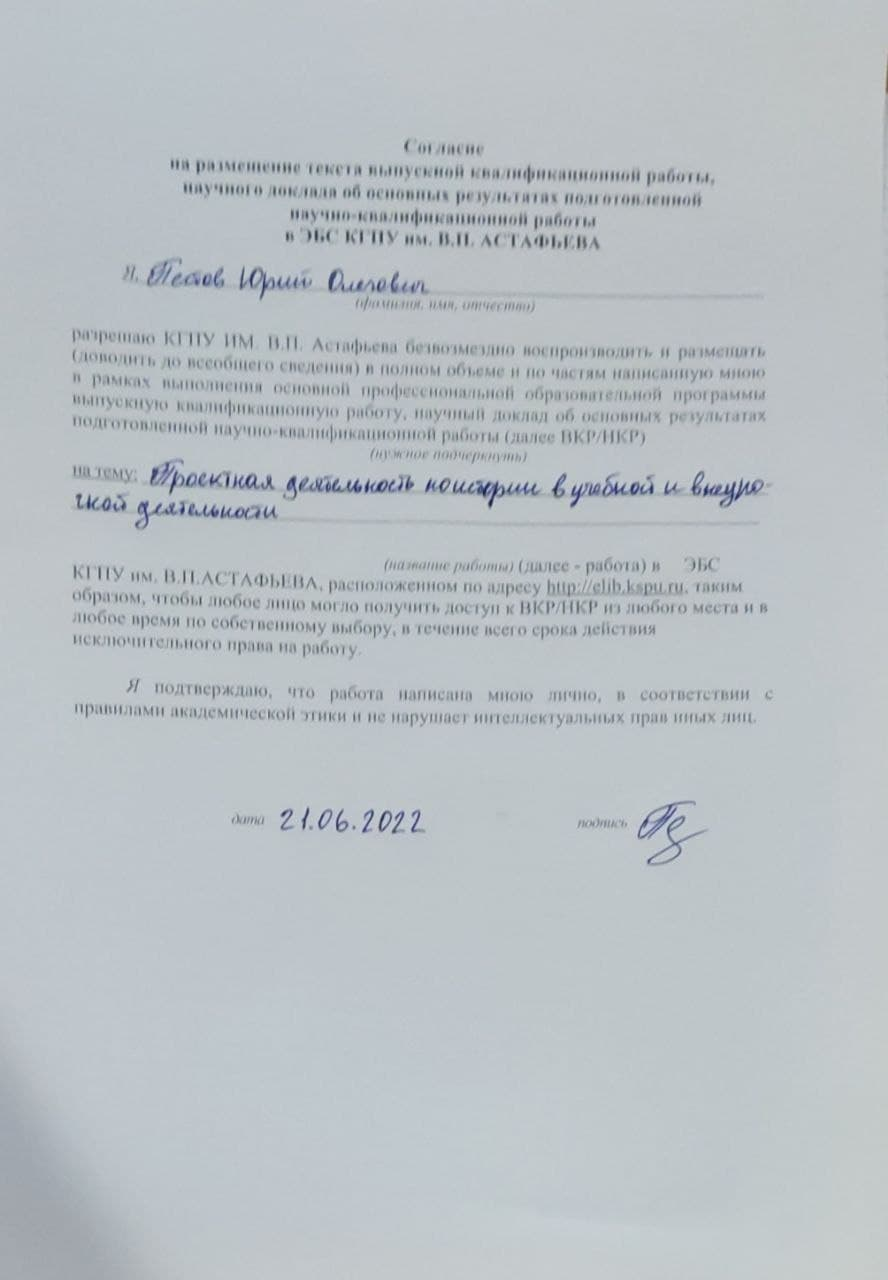 Согласие
на размещение текста выпускной квалификационной работы,
научного доклада об основных результатах подготовленной
научно-квалификационной работы
в ЭБС КГПУ им. В.П. АСТАФЬЕВА
Я, Пестов Юрий Олегович
(фамилия, имя, отчество)
разрешаю КГПУ ИМ. В.П. Астафьева безвозмездно воспроизводить и размещать
(доводить до всеобщего сведения) в полном объеме и по частям написанную мною
в рамках выполнения основной профессиональной образовательной программы
выпускную квалификационную работу, научный доклад об основных результатах
подготовленной научно-квалификационной работы (далее ВКР/НКР)
(нужное подчеркнуть)
на тему: Проектная деятельность по истории в учебной и внеуро-
чной деятельности
(название работы) (далее - работа) в ЭБС
КГПУ им. В.П.АСТАФЬЕВА, расположенном по адресу http://elib.kspu.ru, таким
образом, чтобы любое лицо могло получить доступ к ВКР/НКР из любого места и в
любое время по собственному выбору, в течение всего срока действия
исключительного права на работу.
Я подтверждаю, что работа написана мною лично, в соответствии с
правилами академической этики и не нарушает интеллектуальных прав иных лиц.
дата 21.06.2022 подпись